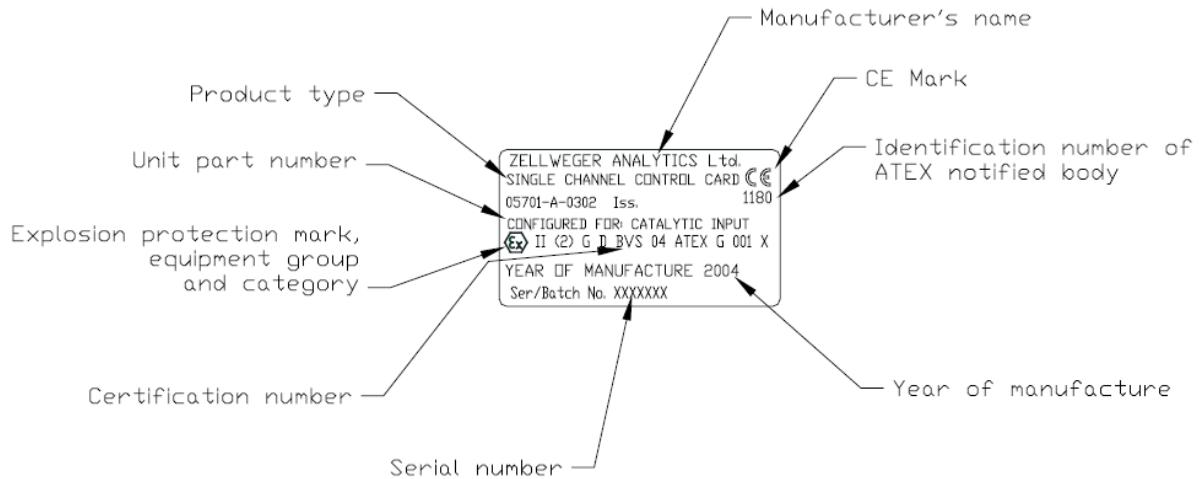 Manufacturer's name
CE Mark
Product type
Identification number of
ATEX notified body
Unit part number
ZELLWEGER ANALYTICS Ltd.
SINGLE CHANNEL CONTROL CARD CE
1180
05701-A-0302 Iss.
CONFIGURED FOR: CATALYTIC INPUT
Ex II (2) G D BVS 04 ATEX G 001 X
YEAR OF MANUFACTURE 2004
Ser/Batch No. XXXXXXX
Explosion protection mark,
equipment group
and category
Certification number
Year of manufacture
Serial number